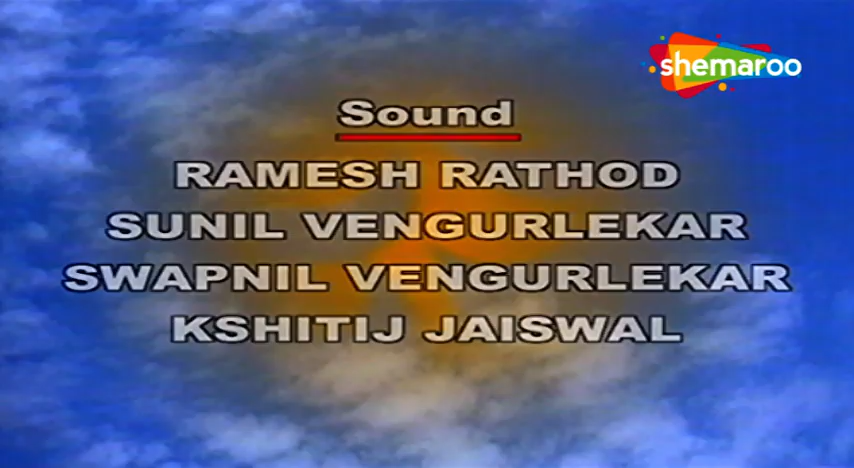 shemaroo
Sound
RAMESH RATHOD
SUNIL VENGURLEKAR
SWAPNIL VENGURLEKAR
KSHITIJ JAISWAL